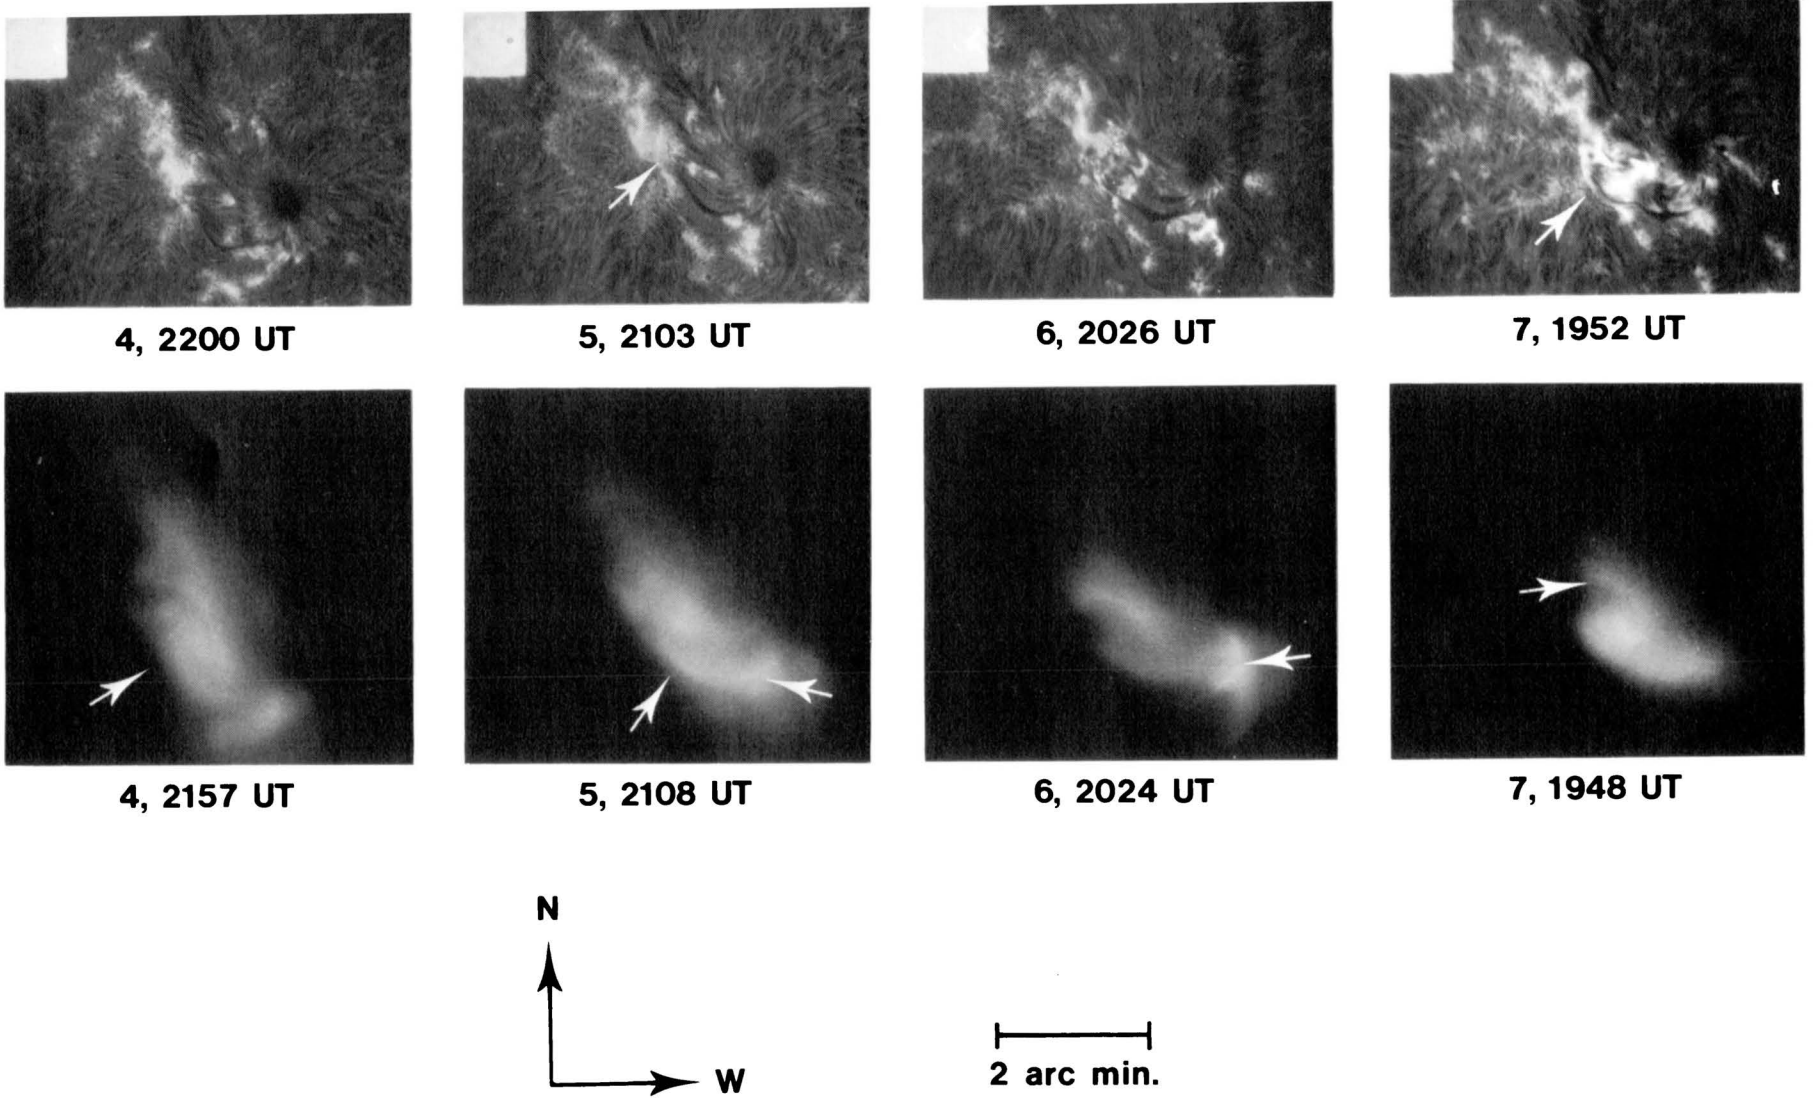 4, 2200 UT
5, 2103 UT
6, 2026 UT
7, 1952 UT
4, 2157 UT
5, 2108 UT
6, 2024 UT
7, 1948 UT
N
W
2 arc min.